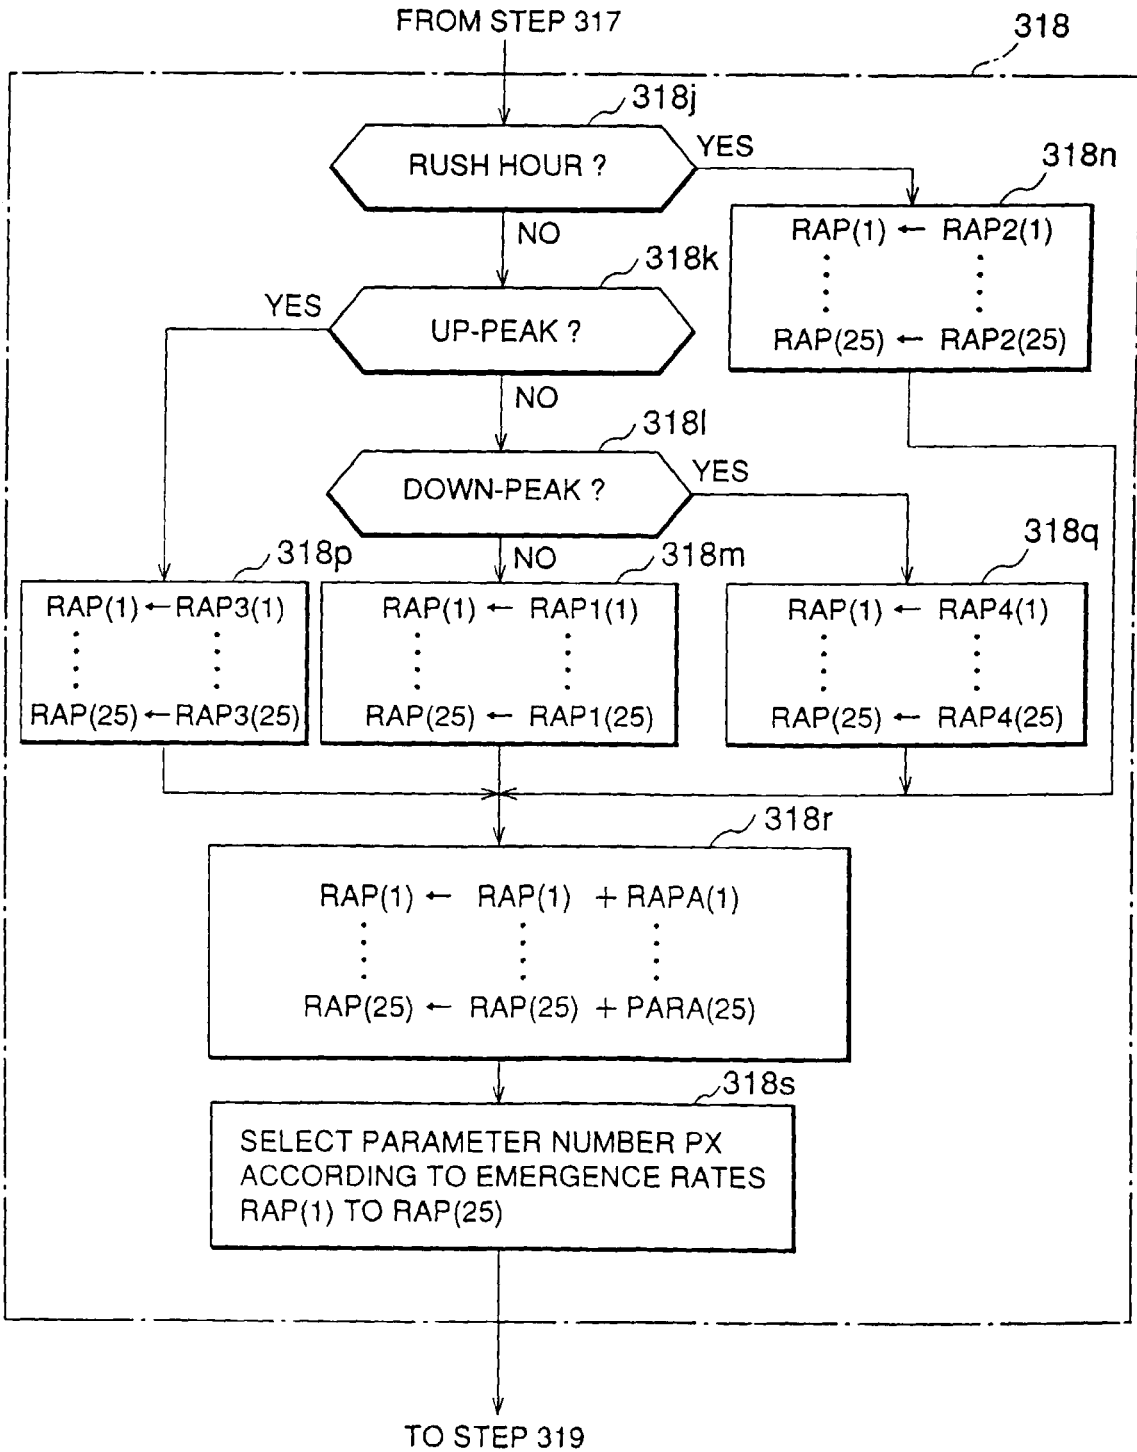 FROM STEP 317
318
318j
RUSH HOUR ?
YES
NO
318n
RAP(1) ← RAP2(1)
RAP(25) ← RAP2(25)
318k
YES
UP-PEAK ?
NO
318l
DOWN-PEAK ?
YES
NO
318p
RAP(1) ← RAP3(1)
RAP(25) ← RAP3(25)
318m
RAP(1) ← RAP1(1)
RAP(25) ← RAP1(25)
318q
RAP(1) ← RAP4(1)
RAP(25) ← RAP4(25)
318r
RAP(1) ← RAP(1) + RAPA(1)
RAP(25) ← RAP(25) + PARA(25)
318s
SELECT PARAMETER NUMBER PX
ACCORDING TO EMERGENCE RATES
RAP(1) TO RAP(25)
TO STEP 319